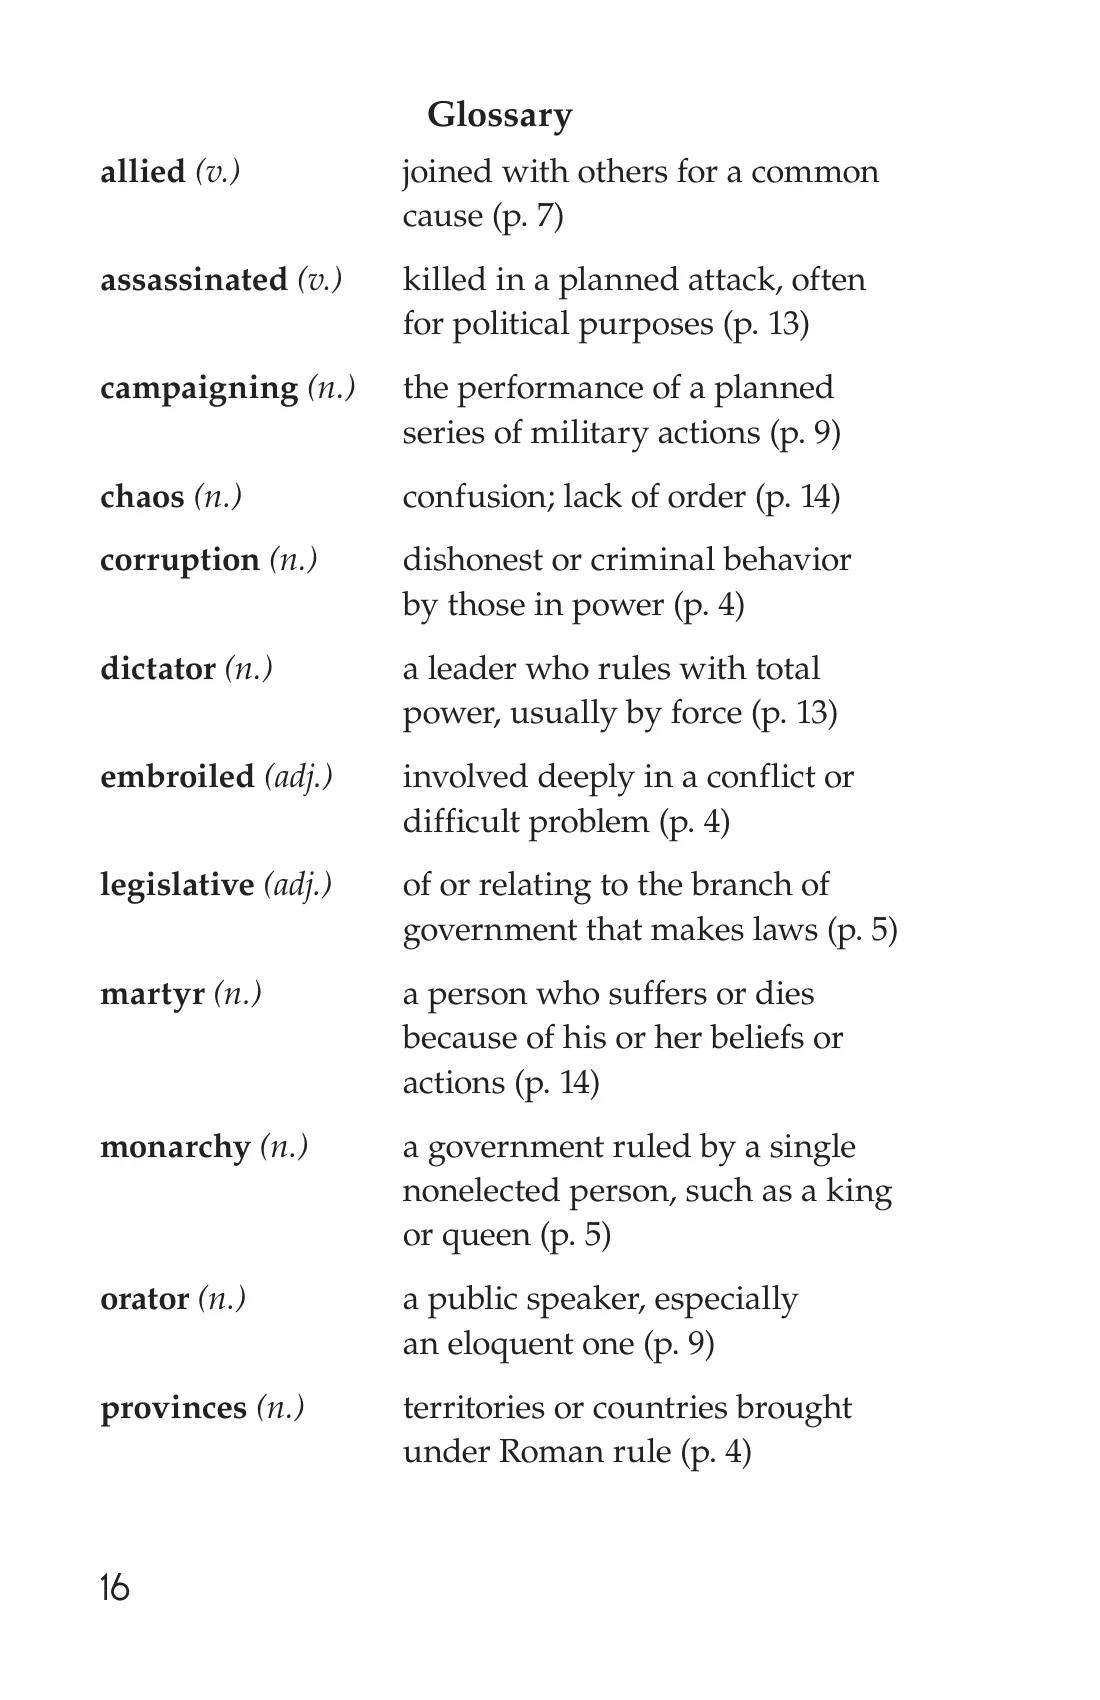 Glossary
allied (v.) joined with others for a common
cause (p. 7)
assassinated (v.) killed in a planned attack, often
for political purposes (p. 13)
campaigning (n.) the performance of a planned
series of military actions (p. 9)
chaos (n.) confusion; lack of order (p. 14)
corruption (n.) dishonest or criminal behavior
by those in power (p. 4)
dictator (n.) a leader who rules with total
power, usually by force (p. 13)
embroiled (adj.) involved deeply in a conflict or
difficult problem (p. 4)
legislative (adj.) of or relating to the branch of
government that makes laws (p. 5)
martyr (n.) a person who suffers or dies
because of his or her beliefs or
actions (p. 14)
monarchy (n.) a government ruled by a single
nonelected person, such as a king
or queen (p. 5)
orator (n.) a public speaker, especially
an eloquent one (p. 9)
provinces (n.) territories or countries brought
under Roman rule (p. 4)
16